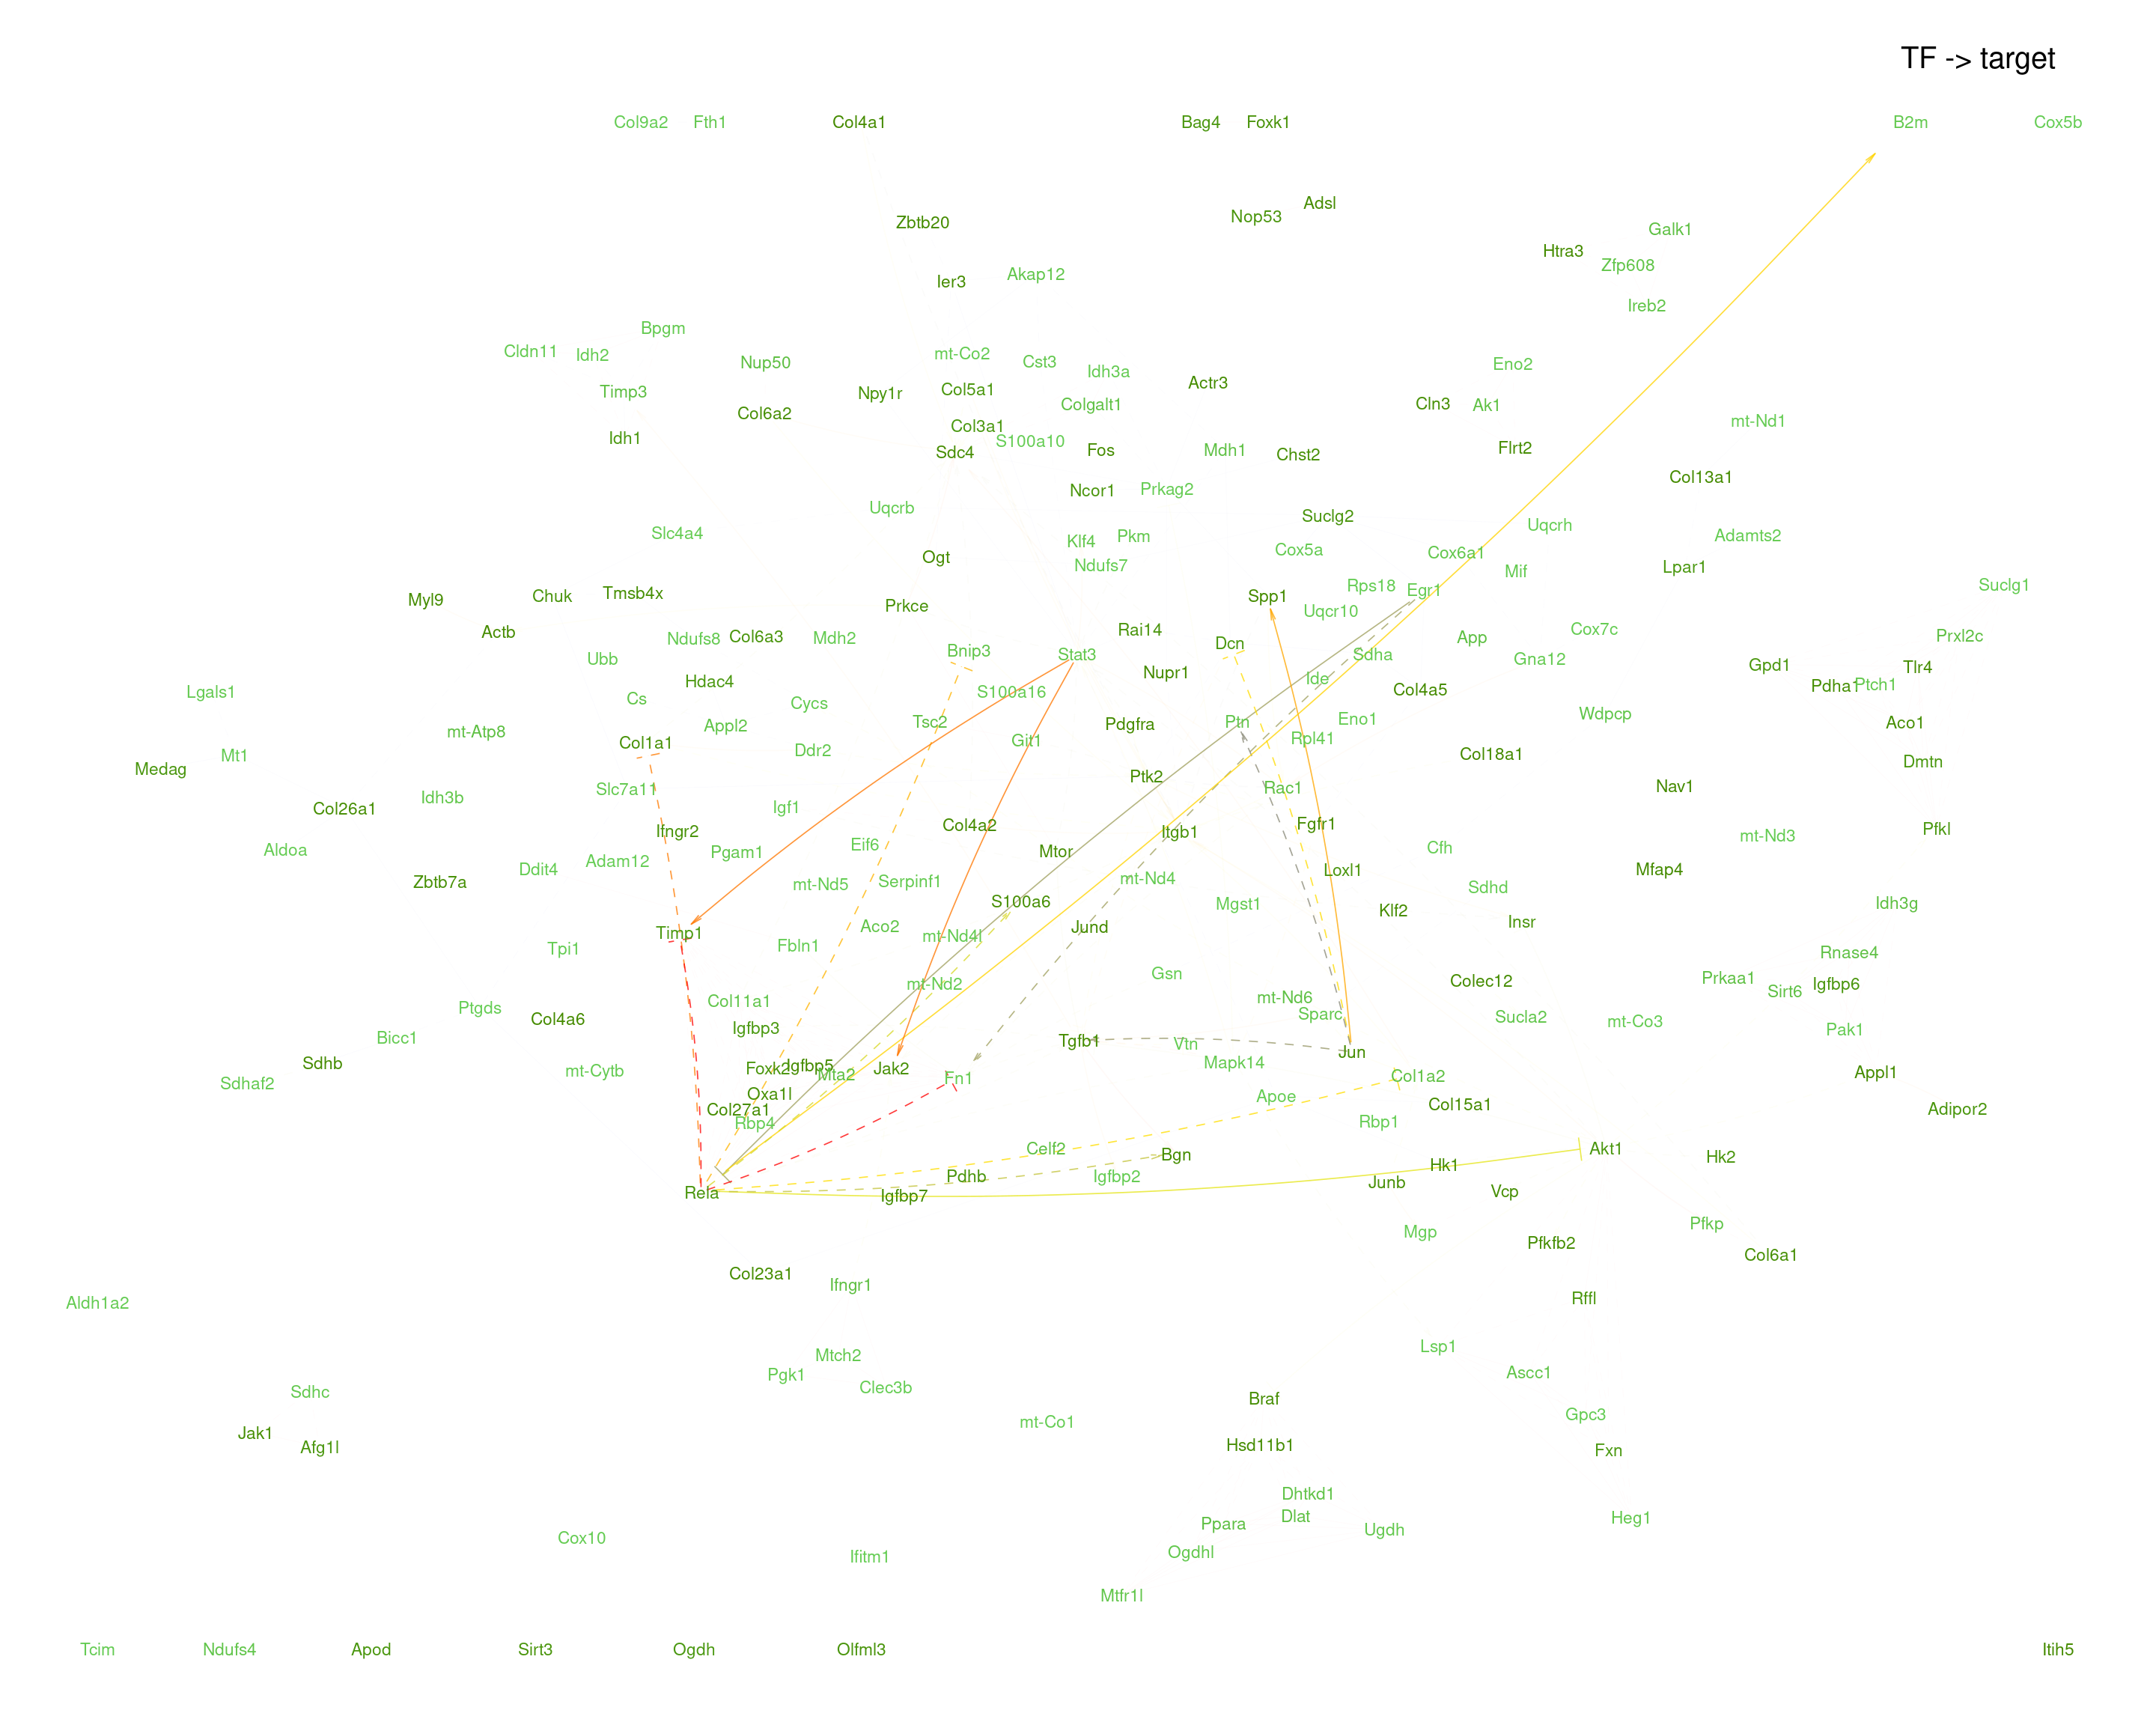 TF -> target
Col9a2 Fth1 Col4a1 Bag4 Foxk1 B2m Cox5b
Adsl
Nop53
Zbtb20
Galk1
Htra3
Zfp608
Akap12
Ier3
Ireb2
Bpgm
Cldn11 Idh2 mt-Co2
Nup50 Cst3 Eno2
Idh3a
Actr3
Timp3 Npy1r Col5a1
Colgalt1 Cln3 Ak1
Col6a2
mt-Nd1
Col3a1
Idh1 S100a10
Sdc4 Fos Mdh1 Chst2 Flrt2
Col13a1
Ncor1 Prkag2
Uqcrb Suclg2
Uqcrh
Slc4a4 Klf4 Pkm Adamts2
Cox5a Cox6a1
Ogt Ndufs7 Mif Lpar1
Rps18 Egr1 Suclg1
Myl9 Chuk Tmsb4x Prkce Spp1
Uqcr10
Actb Rai14 Cox7c
Ndufs8 Col6a3 Mdh2 Dcn App Prxl2c
Ubb Bnip3 Stat3 Sdha Gna12
Nupr1 Gpd1 Tlr4
Hdac4 Ide Pdha1 Ptch1
Lgals1 Cs Cycs S100a16 Col4a5
Wdpcp
mt-Atp8 Appl2 Tsc2 Pdgfra Ptn Eno1 Aco1
Col1a1 Ddr2 Git1 Rpl41
Mt1 Col18a1
Medag Ptk2 Dmtn
Slc7a11 Rac1 Nav1
Col26a1 Idh3b Igf1
Ifngr2 Col4a2 Itgb1 Fgfr1 mt-Nd3 Pfkl
Aldoa Pgam1 Eif6 Mtor Cfh
Adam12
Zbtb7a Ddit4 mt-Nd5 Serpinf1 mt-Nd4 Loxl1 Mfap4
Sdhd
S100a6 Mgst1 Klf2 Idh3g
Timp1 Aco2 Jund Insr
Tpi1 Fbln1 mt-Nd4l Rnase4
Gsn
mt-Nd2 Colec12 Prkaa1 Igfbp6
Ptgds Col11a1 mt-Nd6 Sirt6
Col4a6 Igfbp3 Sparc Sucla2 mt-Co3
Bicc1 Tgfb1 Vtn Pak1
Jun
Sdhb Mapk14
mt-Cytb Foxk2 Igfbp5 Mta2 Jak2 Fn1 Col1a2 Appl1
Sdhaf2
Oxa1l Apoe
Col27a1 Col15a1 Adipor2
Rbp4 Rbp1
Celf2 Bgn Akt1
Hk1 Hk2
Pdhb Igfbp2
Rela Igfbp7 Junb Vcp
Mgp Pfkp
Pfkfb2 Col6a1
Col23a1
Ifngr1
Aldh1a2 Rffl
Mtch2 Lsp1
Pgk1 Ascc1
Sdhc Clec3b
Braf
mt-Co1 Gpc3
Jak1
Afg1l Hsd11b1 Fxn
Dhtkd1
Dlat Heg1
Cox10 Ppara Ugdh
Ifitm1 Ogdhl
Mtfr1l
Tcim Ndufs4 Apod Sirt3 Ogdh Olfml3 Itih5